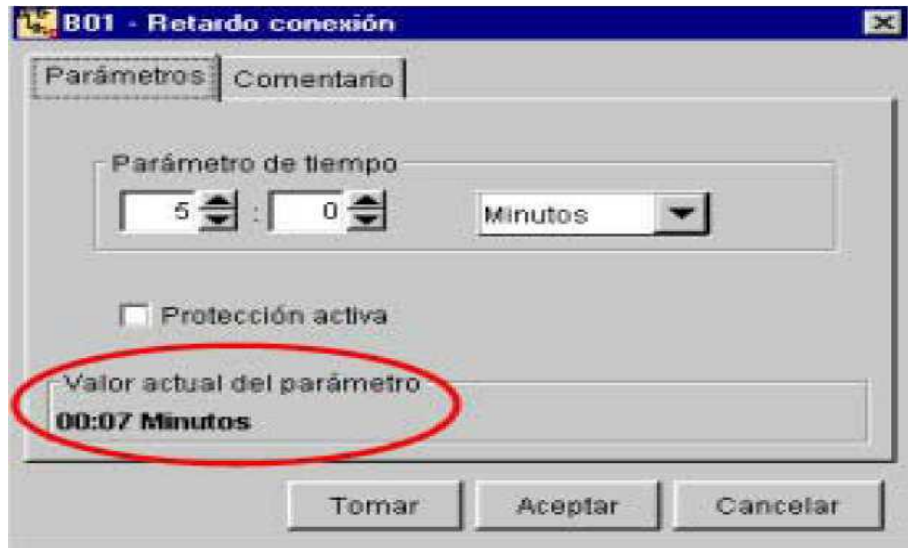 B01 - Retardo conexión
Parámetros Comentario
Parámetro de tiempo
5 : 0 Minutos
Protección activa
Valor actual del parámetro
00:07 Minutos
Tomar Aceptar Cancelar